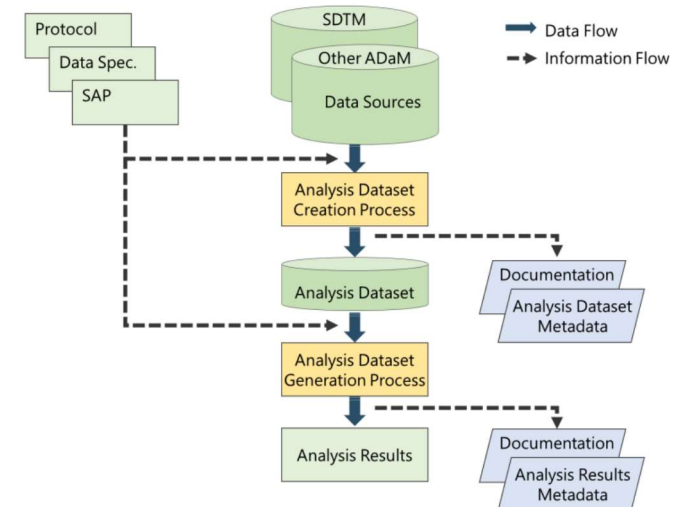 Protocol
Data Spec.
SAP
SDTM
Other ADaM
Data Sources
Data Flow
Information Flow
Analysis Dataset
Creation Process
Documentation
Analysis Dataset
Metadata
Analysis Dataset
Analysis Dataset
Generation Process
Analysis Results
Documentation
Analysis Results
Metadata